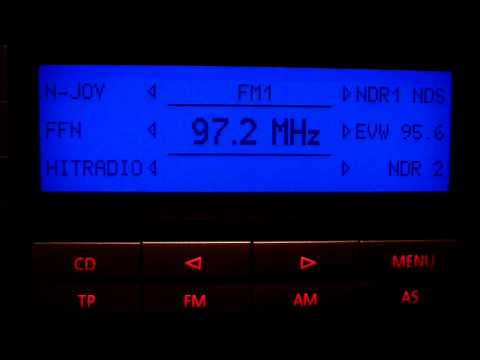 N-JOY FM1 NDR1 NDS
FFN 97.2 MHz EVW 95.6
HITRADIO NDR 2
CD MENU
TP FM AM AS